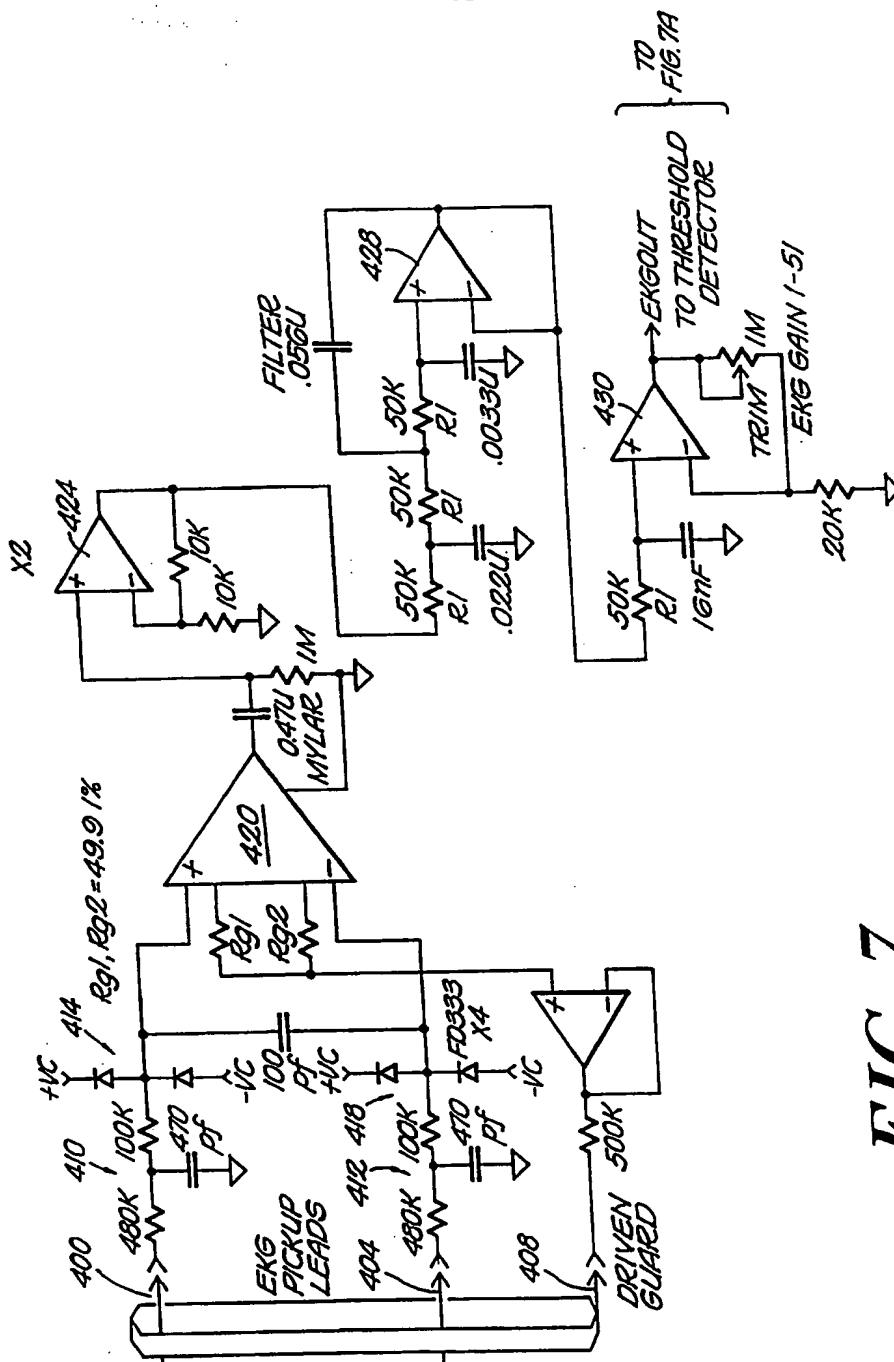 400
410
480K
100K
470
pf
+VC
414
-VC
Rg1, Rg2 = 49.9 1%
EKG
PICKUP
LEADS
404
412
480K
418
100K
470
pf
100
pf
+VC
FD333
X4
-VC
408
DRIVEN
GUARD
500K
+
-
Rg1
Rg2
+
420
-
0.47U
MYLAR
1M
X2
424
+
-
10K
10K
50K
R1
.022U
50K
R1
50K
R1
.0033U
FILTER
.056U
428
+
-
50K
R1
16nF
430
+
-
20K
TRIM
1M
EKG GAIN 1-51
EKGOUT
TO THRESHOLD
DETECTOR
TO
FIG. 7A
FIG. 7